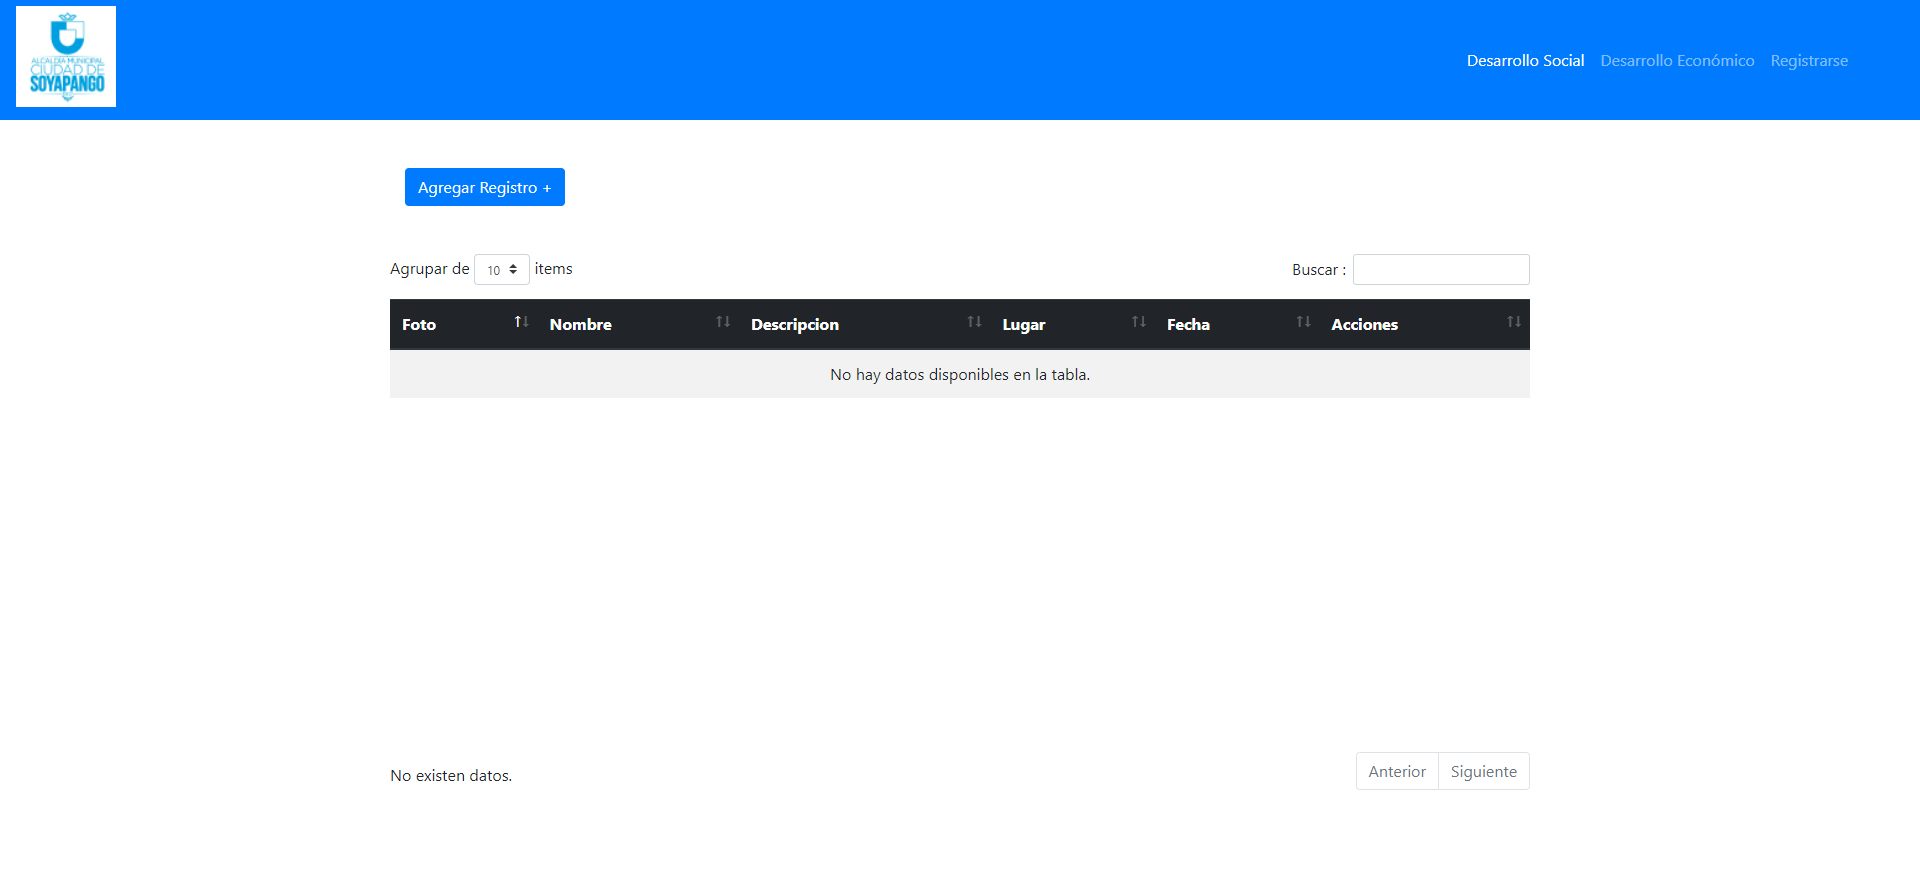 ALCALDÍA MUNICIPAL
CIUDAD DE
SOYAPANGO
Desarrollo Social Desarrollo Económico Registrarse
Agregar Registro +
Agrupar de 10 items Buscar :
Foto Nombre Descripcion Lugar Fecha Acciones
No hay datos disponibles en la tabla.
No existen datos. Anterior Siguiente